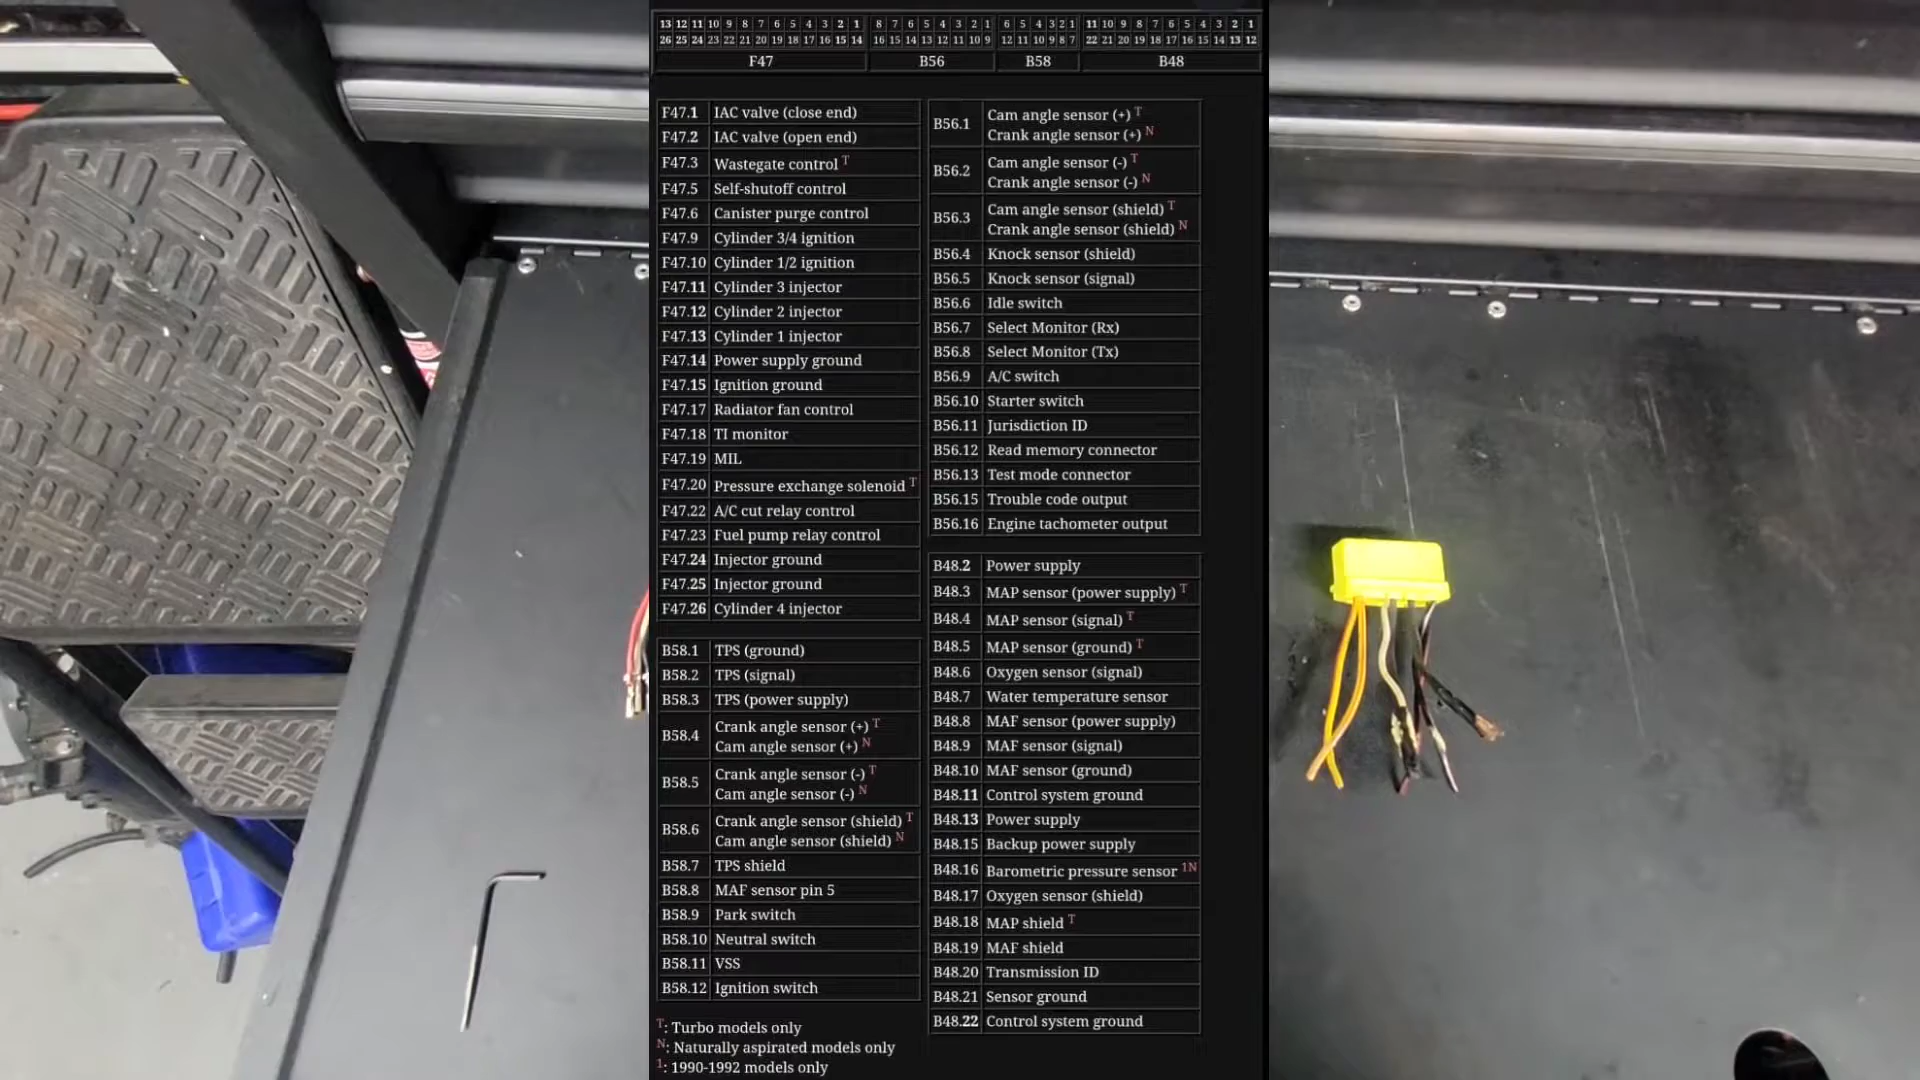 13 12 11 10 9 8 7 6 5 4 3 2 1
26 25 24 23 22 21 20 19 18 17 16 15 14
F47
8 7 6 5 4 3 2 1
16 15 14 13 12 11 10 9
B56
6 5 4 3 2 1
12 11 10 9 8 7
B58
11 10 9 8 7 6 5 4 3 2 1
22 21 20 19 18 17 16 15 14 13 12
B48
F47.1 IAC valve (close end)
F47.2 IAC valve (open end)
F47.3 Wastegate control T
F47.5 Self-shutoff control
F47.6 Canister purge control
F47.9 Cylinder 3/4 ignition
F47.10 Cylinder 1/2 ignition
F47.11 Cylinder 3 injector
F47.12 Cylinder 2 injector
F47.13 Cylinder 1 injector
F47.14 Power supply ground
F47.15 Ignition ground
F47.17 Radiator fan control
F47.18 TI monitor
F47.19 MIL
F47.20 Pressure exchange solenoid T
F47.22 A/C cut relay control
F47.23 Fuel pump relay control
F47.24 Injector ground
F47.25 Injector ground
F47.26 Cylinder 4 injector
B58.1 TPS (ground)
B58.2 TPS (signal)
B58.3 TPS (power supply)
B58.4 Crank angle sensor (+) T
Cam angle sensor (+) N
B58.5 Crank angle sensor (-) T
Cam angle sensor (-) N
B58.6 Crank angle sensor (shield) T
Cam angle sensor (shield) N
B58.7 TPS shield
B58.8 MAF sensor pin 5
B58.9 Park switch
B58.10 Neutral switch
B58.11 VSS
B58.12 Ignition switch
T: Turbo models only
N: Naturally aspirated models only
1: 1990-1992 models only
B56.1 Cam angle sensor (+) T
Crank angle sensor (+) N
B56.2 Cam angle sensor (-) T
Crank angle sensor (-) N
B56.3 Cam angle sensor (shield) T
Crank angle sensor (shield) N
B56.4 Knock sensor (shield)
B56.5 Knock sensor (signal)
B56.6 Idle switch
B56.7 Select Monitor (Rx)
B56.8 Select Monitor (Tx)
B56.9 A/C switch
B56.10 Starter switch
B56.11 Jurisdiction ID
B56.12 Read memory connector
B56.13 Test mode connector
B56.15 Trouble code output
B56.16 Engine tachometer output
B48.2 Power supply
B48.3 MAP sensor (power supply) T
B48.4 MAP sensor (signal) T
B48.5 MAP sensor (ground) T
B48.6 Oxygen sensor (signal)
B48.7 Water temperature sensor
B48.8 MAF sensor (power supply)
B48.9 MAF sensor (signal)
B48.10 MAF sensor (ground)
B48.11 Control system ground
B48.13 Power supply
B48.15 Backup power supply
B48.16 Barometric pressure sensor 1N
B48.17 Oxygen sensor (shield)
B48.18 MAP shield T
B48.19 MAF shield
B48.20 Transmission ID
B48.21 Sensor ground
B48.22 Control system ground